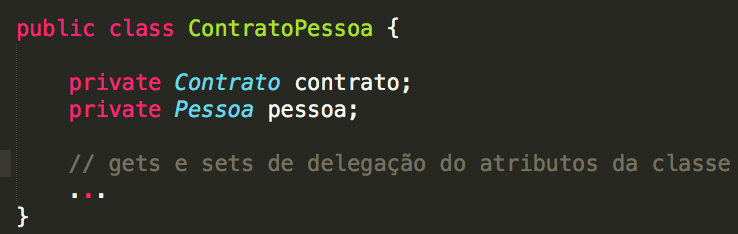 public class ContratoPessoa {
private Contrato contrato;
private Pessoa pessoa;
// gets e sets de delegação do atributos da classe
...
}